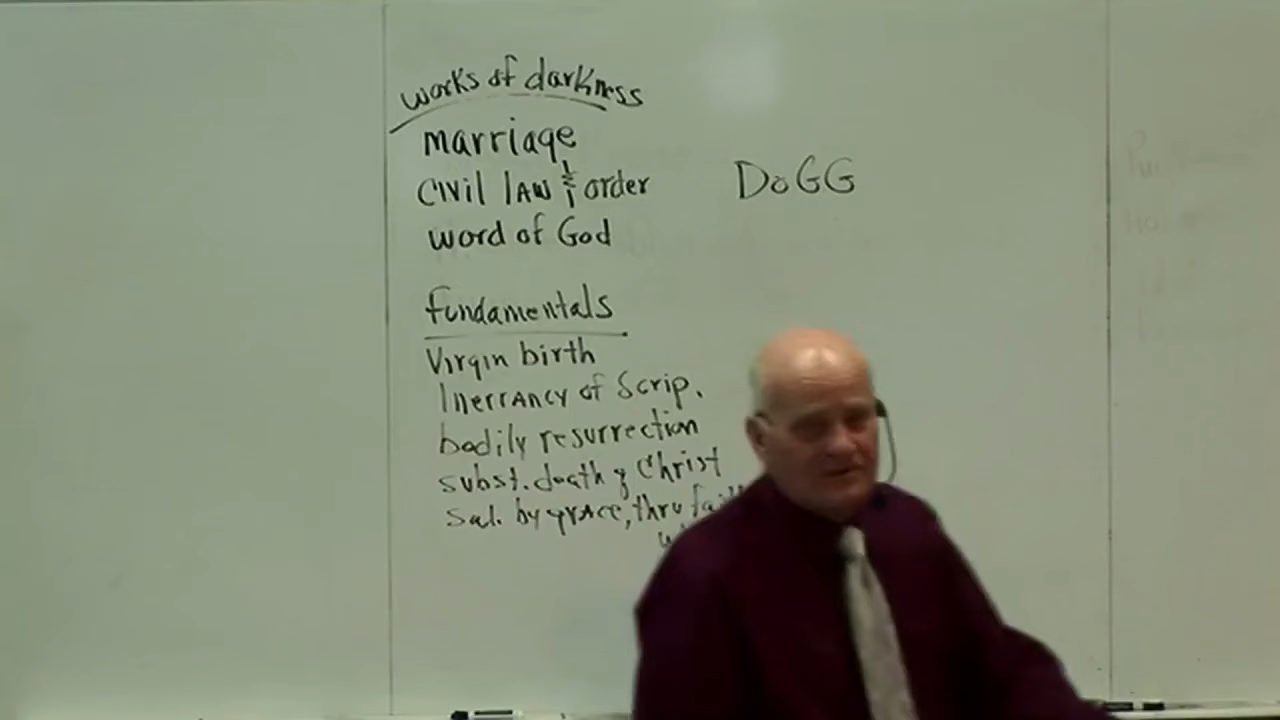 works of darkness
marriage
civil law & order
word of God
DoGG
fundamentals
Virgin birth
Inerrancy of Scrip.
bodily resurrection
subst. death of Christ
Sal. by grace, thru